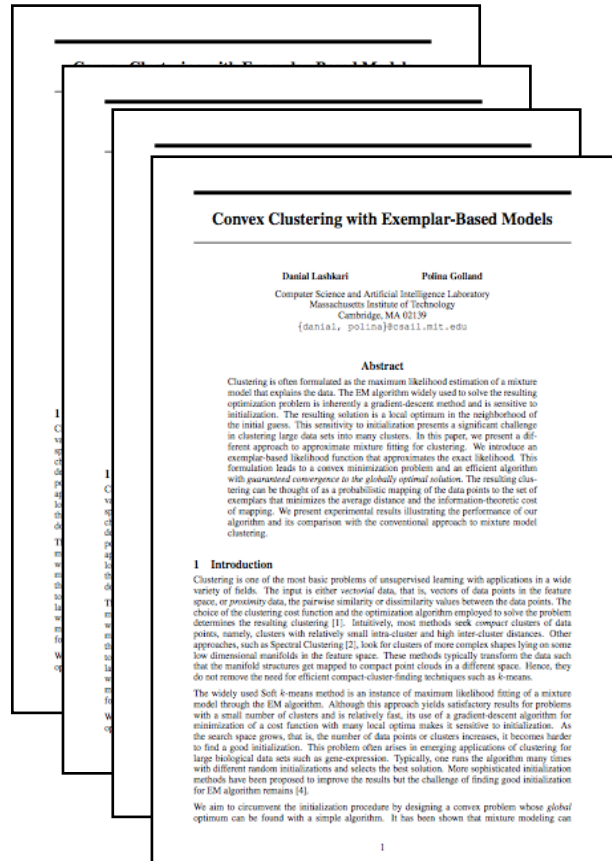 Convex Clustering with Exemplar-Based Models
Danial Lashkari Polina Golland
Computer Science and Artificial Intelligence Laboratory
Massachusetts Institute of Technology
Cambridge, MA 02139
{danial, polina}@csail.mit.edu
Abstract
Clustering is often formulated as the maximum likelihood estimation of a mixture
model that explains the data. The EM algorithm widely used to solve the resulting
optimization problem is inherently a gradient-descent method and is sensitive to
initialization. The resulting solution is a local optimum in the neighborhood of
the initial guess. This sensitivity to initialization presents a significant challenge
in clustering large data sets into many clusters. In this paper, we present a dif-
ferent approach to approximate mixture fitting for clustering. We introduce an
exemplar-based likelihood function that approximates the exact likelihood. This
formulation leads to a convex minimization problem and an efficient algorithm
with guaranteed convergence to the globally optimal solution. The resulting clus-
tering can be thought of as a probabilistic mapping of the data points to the set of
exemplars that minimizes the average distance and the information-theoretic cost
of mapping. We present experimental results illustrating the performance of our
algorithm and its comparison with the conventional approach to mixture model
clustering.
1 Introduction
Clustering is one of the most basic problems of unsupervised learning with applications in a wide
variety of fields. The input is either vectorial data, that is, vectors of data points in the feature
space, or proximity data, the pairwise similarity or dissimilarity values between the data points. The
choice of the clustering cost function and the optimization algorithm employed to solve the problem
determines the resulting clustering [1]. Intuitively, most methods seek compact clusters of data
points, namely, clusters with relatively small intra-cluster and high inter-cluster distances. Other
approaches, such as Spectral Clustering [2], look for clusters of more complex shapes lying on some
low dimensional manifolds in the feature space. These methods typically transform the data such
that the manifold structures get mapped to compact point clouds in a different space. Hence, they
do not remove the need for efficient compact-cluster-finding techniques such as k-means.
The widely used Soft k-means method is an instance of maximum likelihood fitting of a mixture
model through the EM algorithm. Although this approach yields satisfactory results for problems
with a small number of clusters and is relatively fast, its use of a gradient-descent algorithm for
minimization of a cost function with many local optima makes it sensitive to initialization. As
the search space grows, that is, the number of data points or clusters increases, it becomes harder
to find a good initialization. This problem often arises in emerging applications of clustering for
large biological data sets such as gene-expression. Typically, one runs the algorithm many times
with different random initializations and selects the best solution. More sophisticated initialization
methods have been proposed to improve the results but the challenge of finding good initialization
for EM algorithm remains [4].
We aim to circumvent the initialization procedure by designing a convex problem whose global
optimum can be found with a simple algorithm. It has been shown that mixture modeling can
1